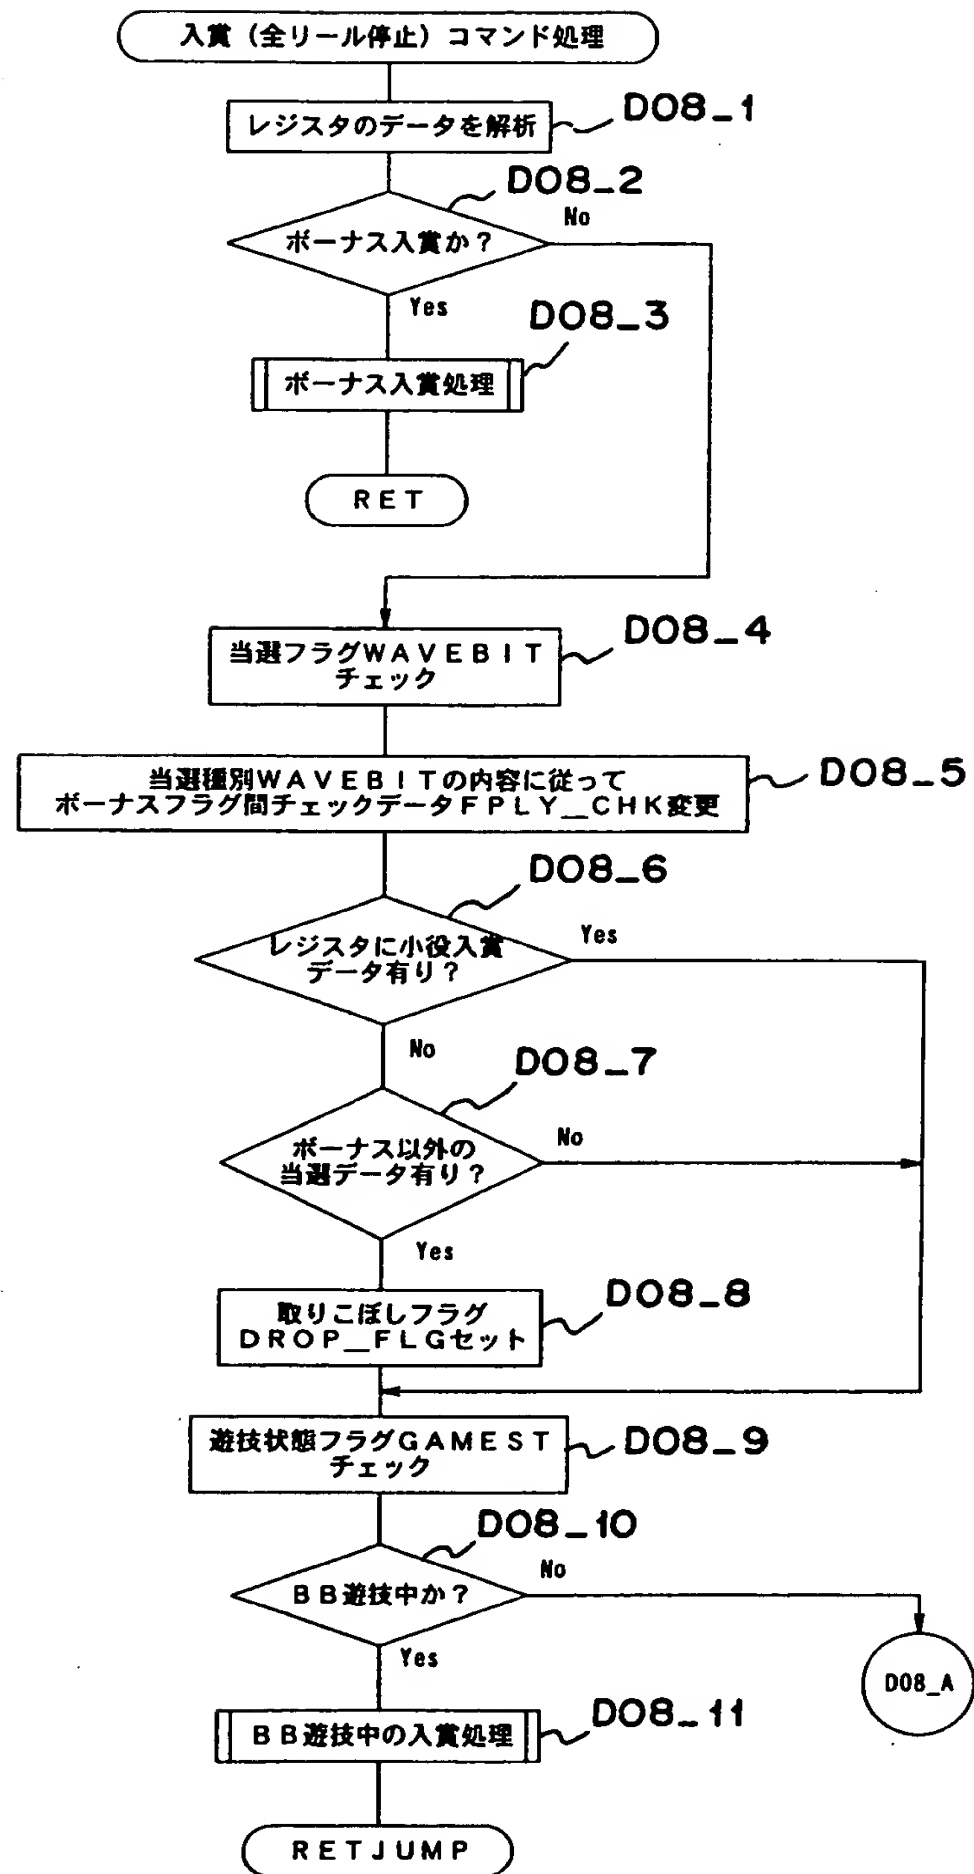 入賞（全リール停止）コマンド処理
レジスタのデータを解析
D08_1
D08_2
No
ボーナス入賞か？
Yes
D08_3
ボーナス入賞処理
RET
D08_4
当選フラグWAVEBIT
チェック
D08_5
当選種別WAVEBITの内容に従って
ボーナスフラグ間チェックデータFPLY__CHK変更
D08_6
レジスタに小役入賞
データ有り？
Yes
No
D08_7
ボーナス以外の
当選データ有り？
No
Yes
D08_8
取りこぼしフラグ
DROP__FLGセット
D08_9
遊技状態フラグGAMEST
チェック
D08_10
No
BB遊技中か？
Yes
D08_A
D08_11
BB遊技中の入賞処理
RETJUMP